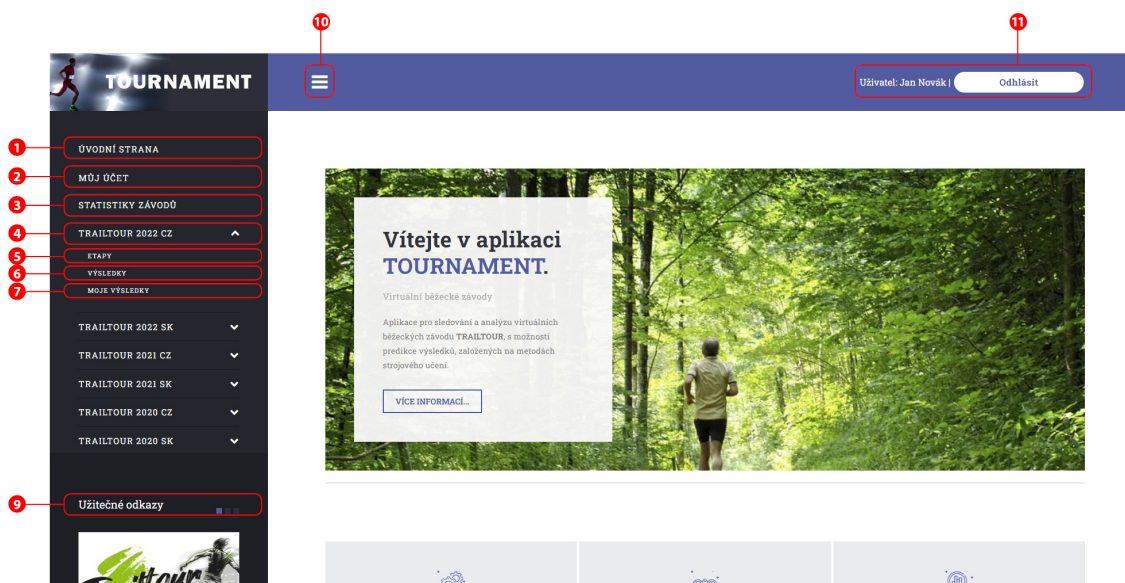 10
11
TOURNAMENT
Uživatel: Jan Novák |
Odhlásit
1
ÚVODNÍ STRANA
2
MŮJ ÚČET
3
STATISTIKY ZÁVODŮ
4
TRAILTOUR 2022 CZ
5
ETAPY
6
VÝSLEDKY
7
MOJE VÝSLEDKY
TRAILTOUR 2022 SK
TRAILTOUR 2021 CZ
TRAILTOUR 2021 SK
TRAILTOUR 2020 CZ
TRAILTOUR 2020 SK
9
Užitečné odkazy
Vítejte v aplikaci
TOURNAMENT.
Virtuální běžecké závody
Aplikace pro sledování a analýzu virtuálních
běžeckých závodu TRAILTOUR, s možností
predikce výsledků, založených na metodách
strojového učení.
VÍCE INFORMACÍ...